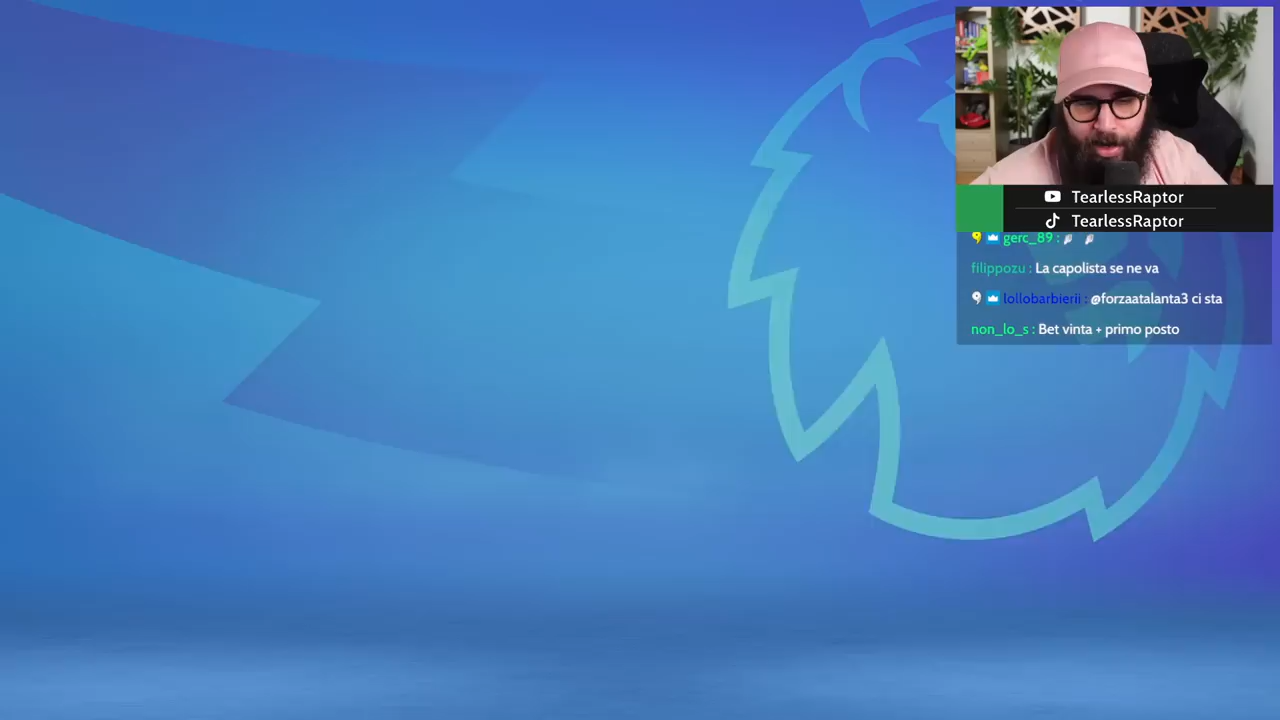 TearlessRaptor
TearlessRaptor
gerc_89 :
filippozu : La capolista se ne va
lollobarbierii : @forzaatalanta3 ci sta
non_lo_s : Bet vinta + primo posto